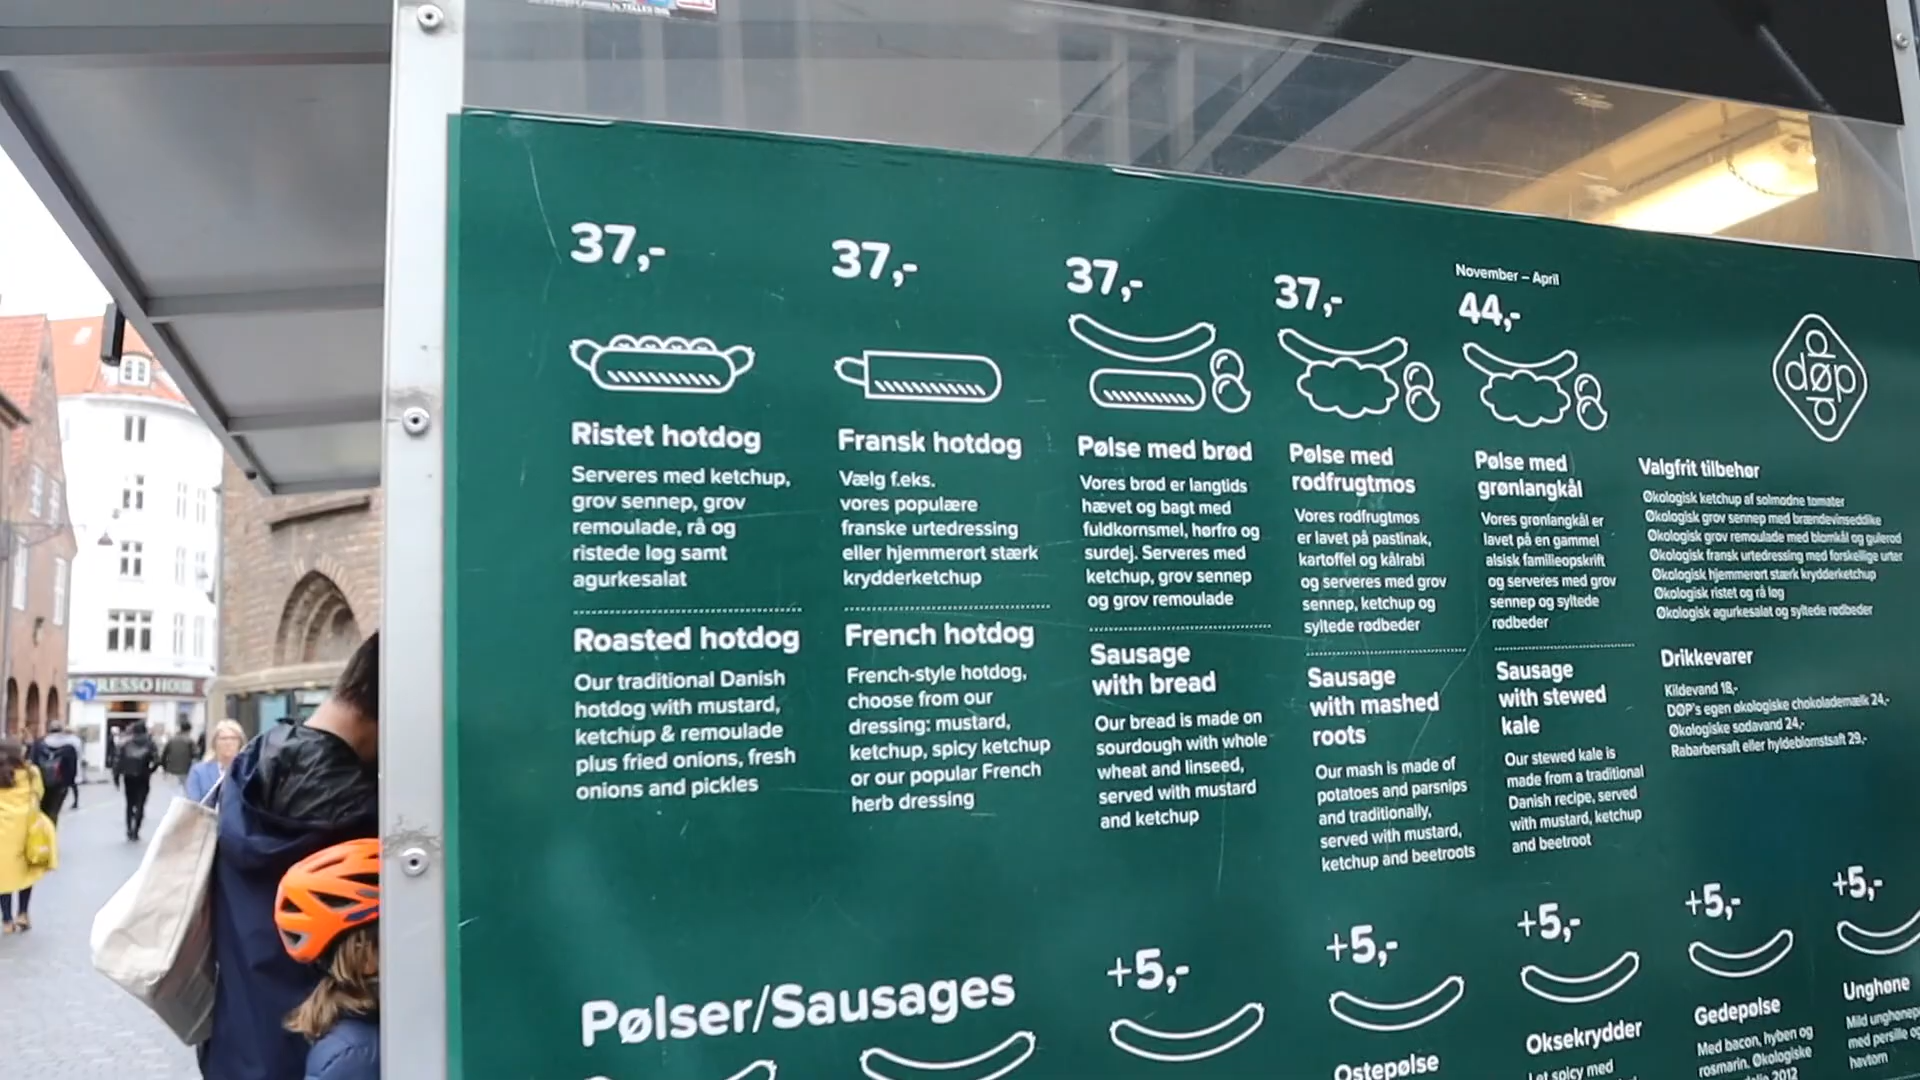 37,-
Ristet hotdog
Serveres med ketchup,
grov sennep, grov
remoulade, rå og
ristede løg samt
agurkesalat
Roasted hotdog
Our traditional Danish
hotdog with mustard,
ketchup & remoulade
plus fried onions, fresh
onions and pickles
37,-
Fransk hotdog
Vælg f.eks.
vores populære
franske urtedressing
eller hjemmerørt stærk
krydderketchup
French hotdog
French-style hotdog,
choose from our
dressing: mustard,
ketchup, spicy ketchup
or our popular French
herb dressing
37,-
Pølse med brød
Vores brød er langtids
hævet og bagt med
fuldkornsmel, hørfrø og
surdej. Serveres med
ketchup, grov sennep
og grov remoulade
Sausage
with bread
Our bread is made on
sourdough with whole
wheat and linseed,
served with mustard
and ketchup
37,-
Pølse med
rodfrugtmos
Vores rodfrugtmos
er lavet på pastinak,
kartoffel og kålrabi
og serveres med grov
sennep, ketchup og
syltede rødbeder
Sausage
with mashed
roots
Our mash is made of
potatoes and parsnips
and traditionally,
served with mustard,
ketchup and beetroots
November – April
44,-
Pølse med
grønlangkål
Vores grønlangkål er
lavet på en gammel
alsisk familieopskrift
og serveres med grov
sennep og syltede
rødbeder
Sausage
with stewed
kale
Our stewed kale is
made from a traditional
Danish recipe, served
with mustard, ketchup
and beetroot
døp
Valgfrit tilbehør
Økologisk ketchup af solmodne tomater
Økologisk grov sennep med brændevinseddike
Økologisk grov remoulade med blomkål og gulerod
Økologisk fransk urtedressing med forskellige urter
Økologisk hjemmerørt stærk krydderketchup
Økologisk ristet og rå løg
Økologisk agurkesalat og syltede rødbeder
Drikkevarer
Kildevand 18,-
DØP's egen økologiske chokolademælk 24,-
Økologiske sodavand 24,-
Rabarbersaft eller hyldeblomstsaft 29,-
Pølser/Sausages
+5,-
+5,-
Ostepølse
+5,-
Oksekrydder
Let spicy med
+5,-
Gedepølse
Med bacon, hyben og
rosmarin. Økologiske
2012
+5,-
Unghøne
Mild
med persille
havtorn
RESSO HOUSE